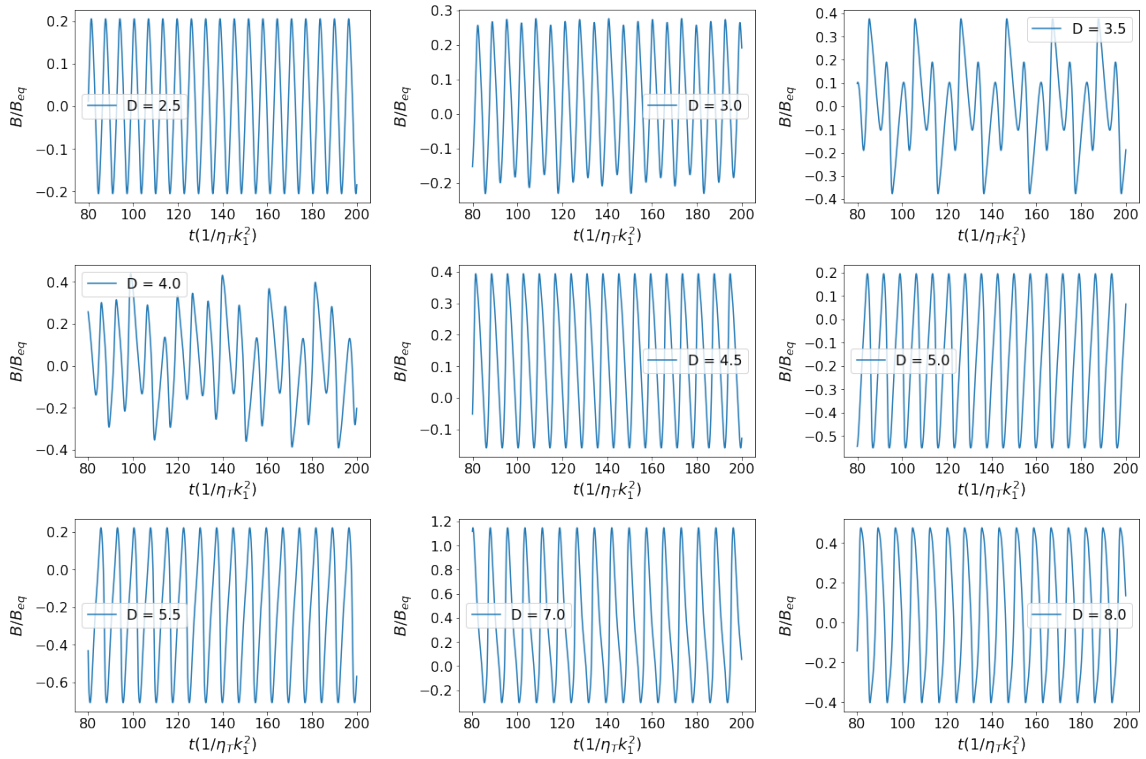 0.2
0.1
0.0
−0.1
−0.2
B/B_eq
D = 2.5
80 100 120 140 160 180 200
t(1/η_T k_1^2)
0.3
0.2
0.1
0.0
−0.1
−0.2
B/B_eq
D = 3.0
80 100 120 140 160 180 200
t(1/η_T k_1^2)
0.4
0.3
0.2
0.1
0.0
−0.1
−0.2
−0.3
−0.4
B/B_eq
D = 3.5
80 100 120 140 160 180 200
t(1/η_T k_1^2)
0.4
0.2
0.0
−0.2
−0.4
B/B_eq
D = 4.0
80 100 120 140 160 180 200
t(1/η_T k_1^2)
0.4
0.3
0.2
0.1
0.0
−0.1
B/B_eq
D = 4.5
80 100 120 140 160 180 200
t(1/η_T k_1^2)
0.2
0.1
0.0
−0.1
−0.2
−0.3
−0.4
−0.5
B/B_eq
D = 5.0
80 100 120 140 160 180 200
t(1/η_T k_1^2)
0.2
0.0
−0.2
−0.4
−0.6
B/B_eq
D = 5.5
80 100 120 140 160 180 200
t(1/η_T k_1^2)
1.2
1.0
0.8
0.6
0.4
0.2
0.0
−0.2
B/B_eq
D = 7.0
80 100 120 140 160 180 200
t(1/η_T k_1^2)
0.4
0.2
0.0
−0.2
−0.4
B/B_eq
D = 8.0
80 100 120 140 160 180 200
t(1/η_T k_1^2)